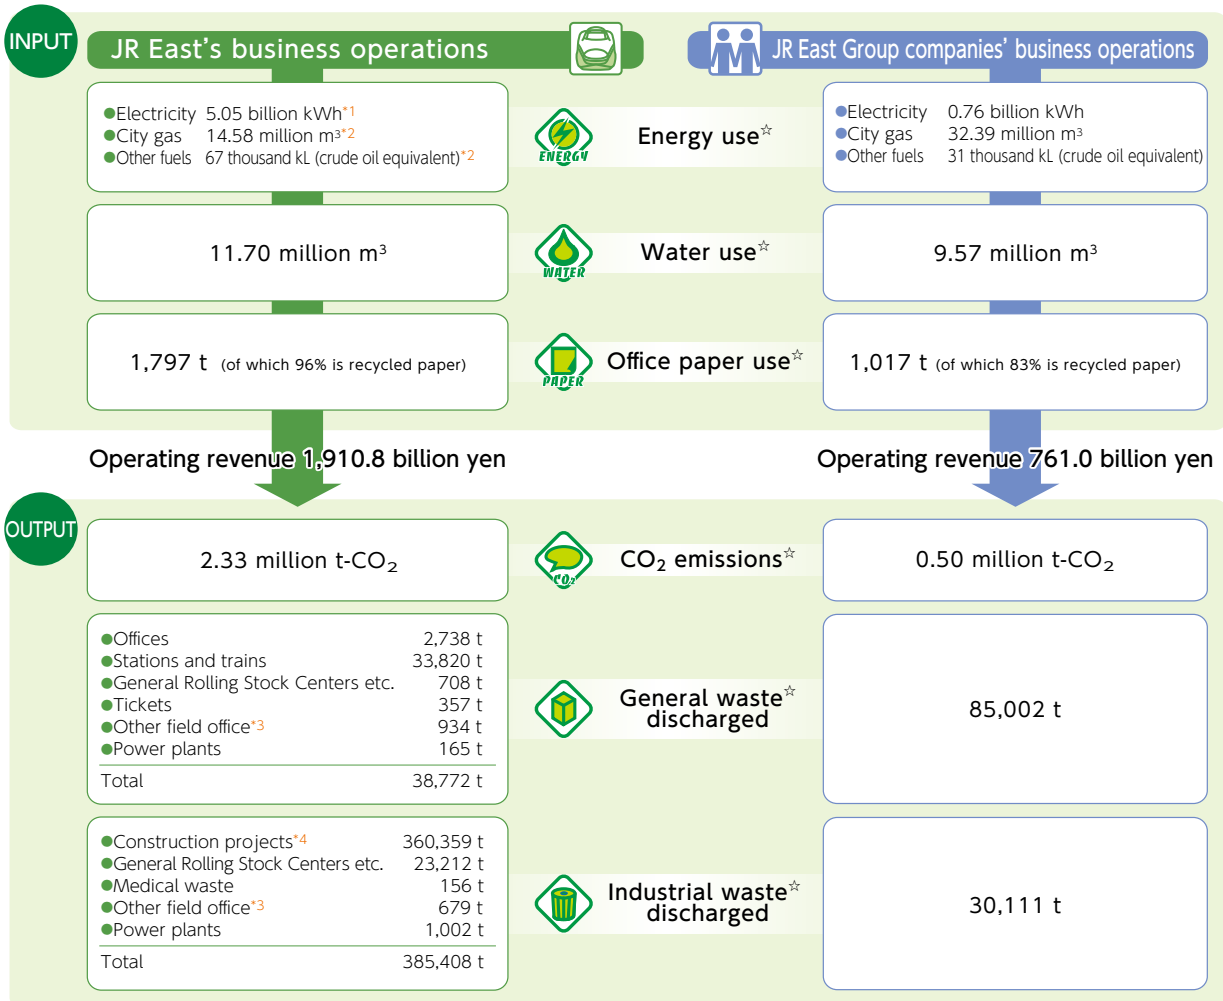 INPUT
JR East's business operations
JR East Group companies' business operations
●Electricity 5.05 billion kWh*1
●City gas 14.58 million m³*2
●Other fuels 67 thousand kL (crude oil equivalent)*2
ENERGY
Energy use☆
●Electricity 0.76 billion kWh
●City gas 32.39 million m³
●Other fuels 31 thousand kL (crude oil equivalent)
11.70 million m³
WATER
Water use☆
9.57 million m³
1,797 t (of which 96% is recycled paper)
PAPER
Office paper use☆
1,017 t (of which 83% is recycled paper)
Operating revenue 1,910.8 billion yen
Operating revenue 761.0 billion yen
OUTPUT
2.33 million t-CO₂
CO₂
CO₂ emissions☆
0.50 million t-CO₂
●Offices 2,738 t
●Stations and trains 33,820 t
●General Rolling Stock Centers etc. 708 t
●Tickets 357 t
●Other field office*3 934 t
●Power plants 165 t
Total 38,772 t
General waste☆
discharged
85,002 t
●Construction projects*4 360,359 t
●General Rolling Stock Centers etc. 23,212 t
●Medical waste 156 t
●Other field office*3 679 t
●Power plants 1,002 t
Total 385,408 t
Industrial waste☆
discharged
30,111 t